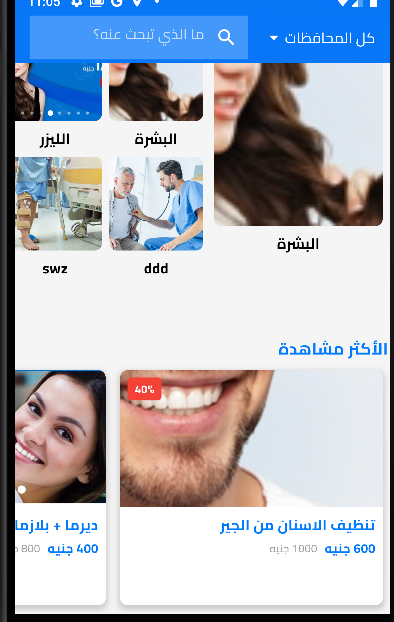 11:05
كل المحافظات
ما الذي تبحث عنه؟
جنيه
البشرة
البشرة
الليزر
ddd
swz
الأكثر مشاهدة
40%
تنظيف الاسنان من الجير
600 جنيه 1000 جنيه
ديرما + بلازما
400 جنيه 800